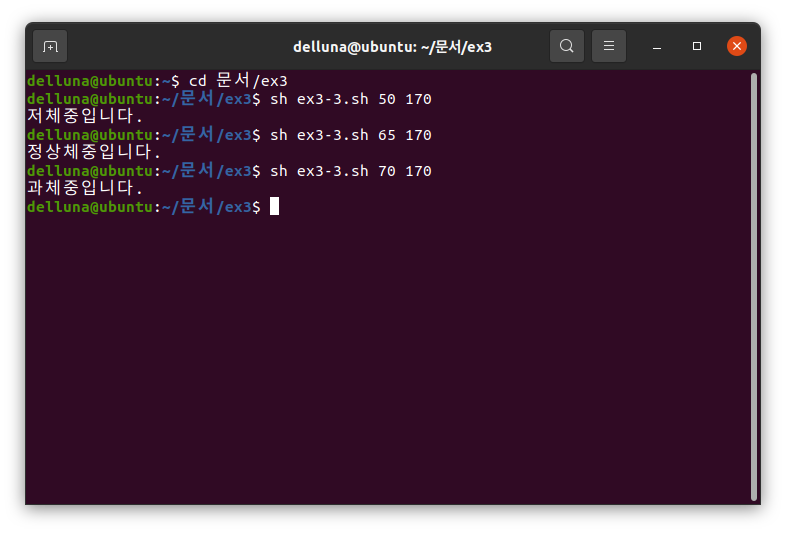 delluna@ubuntu: ~/문서/ex3
delluna@ubuntu:~$ cd 문서/ex3
delluna@ubuntu:~/문서/ex3$ sh ex3-3.sh 50 170
저체중입니다.
delluna@ubuntu:~/문서/ex3$ sh ex3-3.sh 65 170
정상체중입니다.
delluna@ubuntu:~/문서/ex3$ sh ex3-3.sh 70 170
과체중입니다.
delluna@ubuntu:~/문서/ex3$